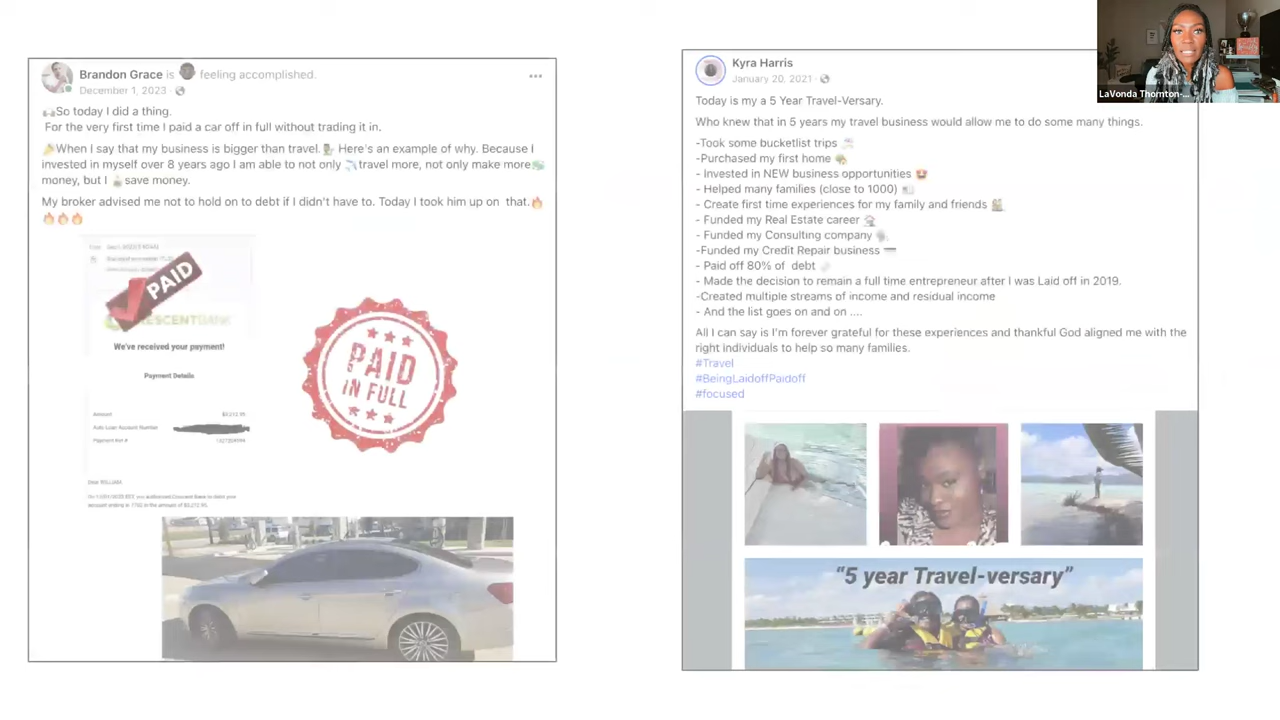 Brandon Grace is feeling accomplished.
December 1, 2023
So today I did a thing.
For the very first time I paid a car off in full without trading it in.
When I say that my business is bigger than travel. Here's an example of why. Because I
invested in myself over 8 years ago I am able to not only travel more, not only make more
money, but I save money.
My broker advised me not to hold on to debt if I didn't have to. Today I took him up on that.
PAID
We've received your payment!
Payment Details
Amount
Auto Loan Account Number
Payment Ref #
PAID
IN FULL
Kyra Harris
January 20, 2021
Today is my a 5 Year Travel-Versary.
Who knew that in 5 years my travel business would allow me to do some many things.
-Took some bucketlist trips
-Purchased my first home
- Invested in NEW business opportunities
- Helped many families (close to 1000)
- Create first time experiences for my family and friends
- Funded my Real Estate career
- Funded my Consulting company
-Funded my Credit Repair business
- Paid off 80% of debt
- Made the decision to remain a full time entrepreneur after I was Laid off in 2019.
-Created multiple streams of income and residual income
- And the list goes on and on ....
All I can say is I'm forever grateful for these experiences and thankful God aligned me with the
right individuals to help so many families.
#Travel
#BeingLaidoffPaidoff
#focused
"5 year Travel-versary"
LaVonda Thornton-...